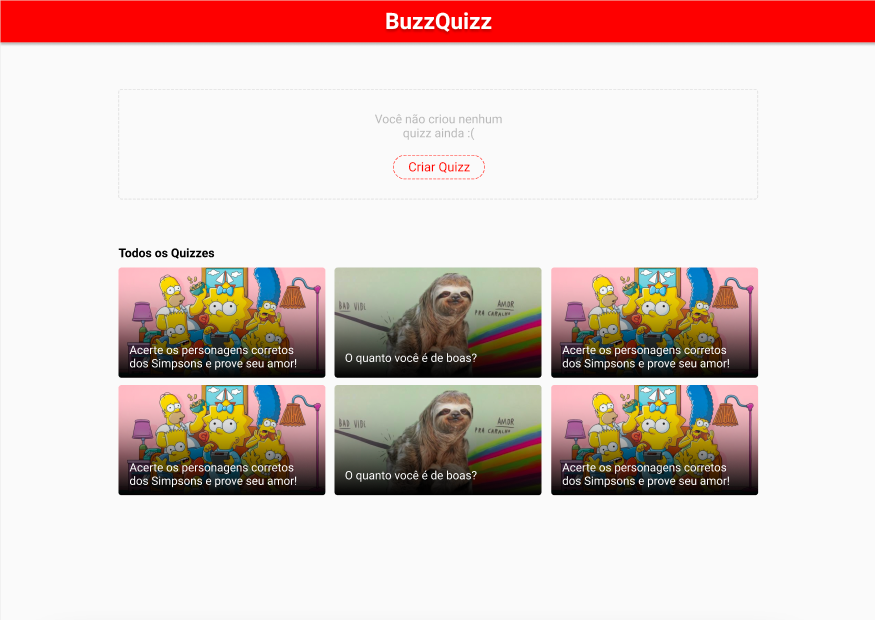 BuzzQuizz
Você não criou nenhum
quizz ainda :(
Criar Quizz
Todos os Quizzes
Acerte os personagens corretos
dos Simpsons e prove seu amor!
BAD VIBE
AMOR
PRA CARALHO
O quanto você é de boas?
Acerte os personagens corretos
dos Simpsons e prove seu amor!
Acerte os personagens corretos
dos Simpsons e prove seu amor!
BAD VIBE
AMOR
PRA CARALHO
O quanto você é de boas?
Acerte os personagens corretos
dos Simpsons e prove seu amor!